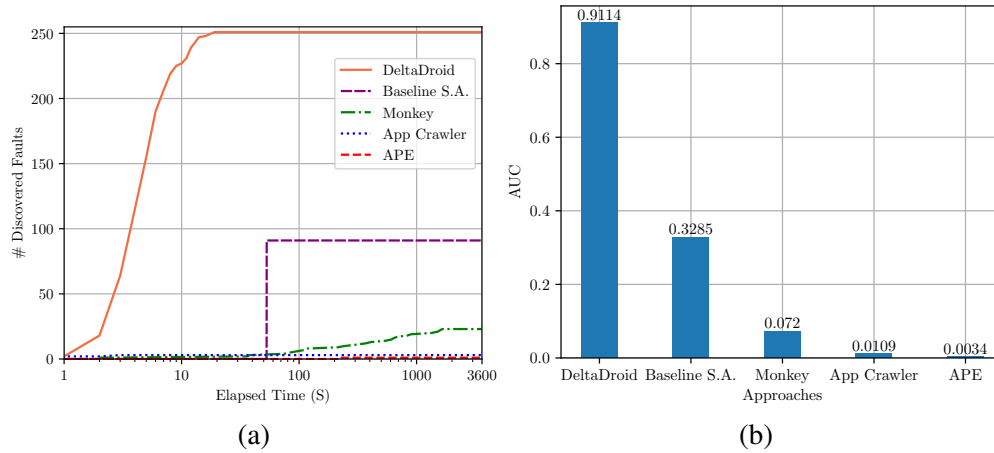 250
200
150
100
50
0
# Discovered Faults
DeltaDroid
Baseline S.A.
Monkey
App Crawler
APE
1 10 100 1000 3600
Elapsed Time (S)
(a)
0.8
0.6
0.4
0.2
0.0
AUC
0.9114
0.3285
0.072
0.0109
0.0034
DeltaDroid Baseline S.A. Monkey App Crawler APE
Approaches
(b)